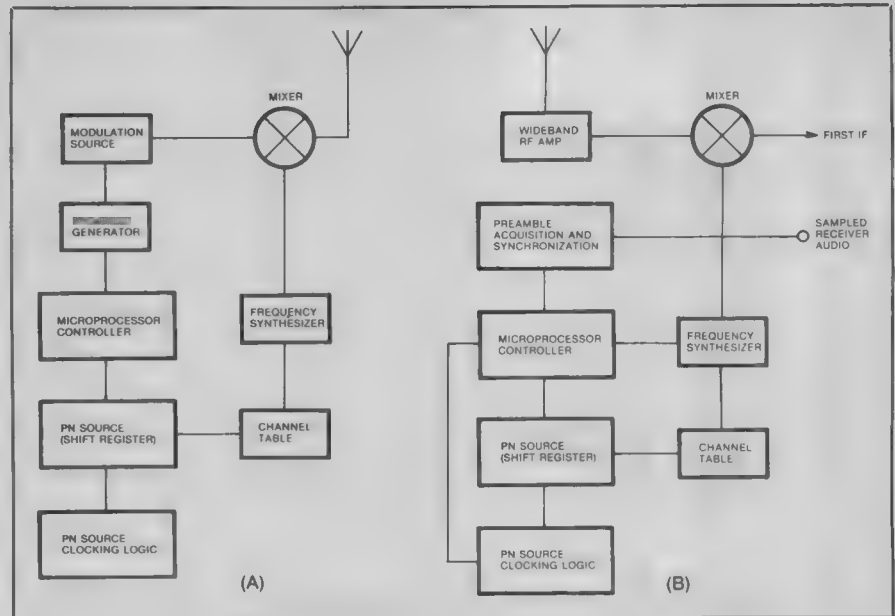 MIXER
MODULATION
SOURCE
GENERATOR
MICROPROCESSOR
CONTROLLER
FREQUENCY
SYNTHESIZER
PN SOURCE
(SHIFT REGISTER)
CHANNEL
TABLE
PN SOURCE
CLOCKING LOGIC
(A)
MIXER
WIDEBAND
RF AMP
FIRST IF
PREAMBLE
ACQUISITION AND
SYNCHRONIZATION
SAMPLED
RECEIVER
AUDIO
MICROPROCESSOR
CONTROLLER
FREQUENCY
SYNTHESIZER
PN SOURCE
(SHIFT REGISTER)
CHANNEL
TABLE
PN SOURCE
CLOCKING LOGIC
(B)